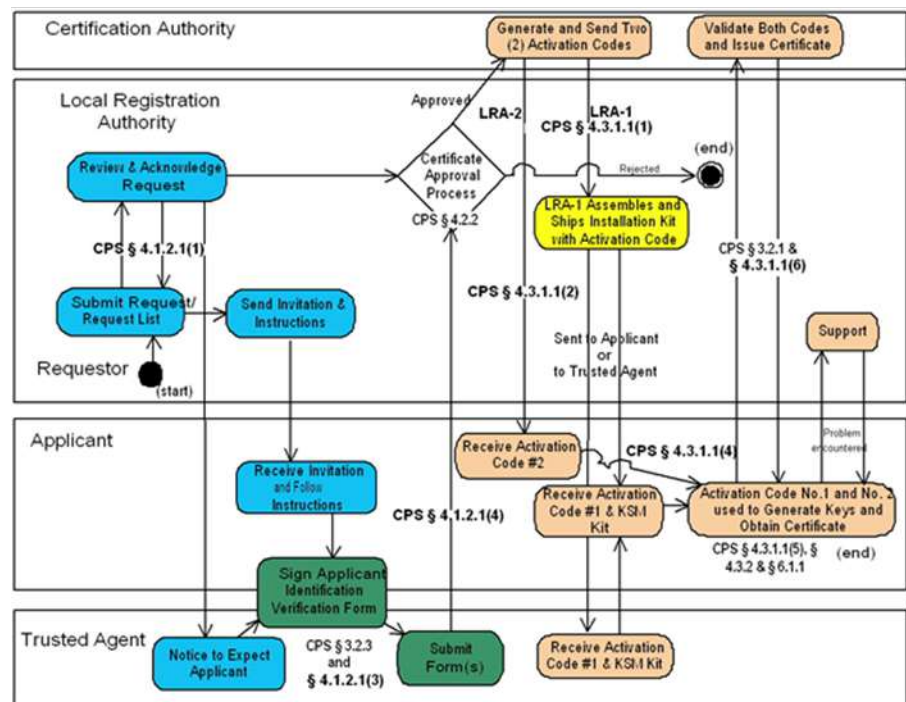 Certification Authority
Generate and Send Two
(2) Activation Codes
Validate Both Codes
and Issue Certificate
Local Registration
Authority
Approved
LRA-2
LRA-1
CPS § 4.3.1.1(1)
(end)
Review & Acknowledge
Request
Certificate
Approval
Process
CPS § 4.2.2
Rejected
LRA-1 Assembles and
Ships Installation Kit
with Activation Code
CPS § 4.1.2.1(1)
CPS § 3.2.1 &
§ 4.3.1.1(6)
CPS § 4.3.1.1(2)
Submit Request/
Request List
Send Invitation &
Instructions
Support
Sent to Applicant
or
to Trusted Agent
Requestor
(start)
Applicant
Receive Activation
Code #2
CPS § 4.3.1.1(4)
Problem
encountered
Receive Invitation
and Follow
Instructions
CPS § 4.1.2.1(4)
Receive Activation
Code #1 & KSM
Kit
Activation Code No.1 and No. 2
used to Generate Keys and
Obtain Certificate
CPS § 4.3.1.1(5), §
4.3.2 & § 6.1.1
(end)
Sign Applicant
Identification
Verification Form
Trusted Agent
Notice to Expect
Applicant
CPS § 3.2.3
and
§ 4.1.2.1(3)
Submit
Form(s)
Receive Activation
Code #1 & KSM Kit